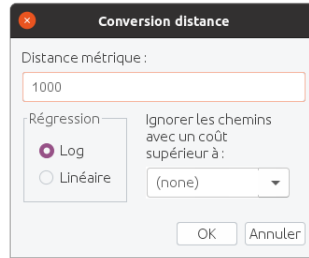 Conversion distance
Distance métrique :
1000
Régression
Log
Linéaire
Ignorer les chemins
avec un coût
supérieur à :
(none)
OK
Annuler